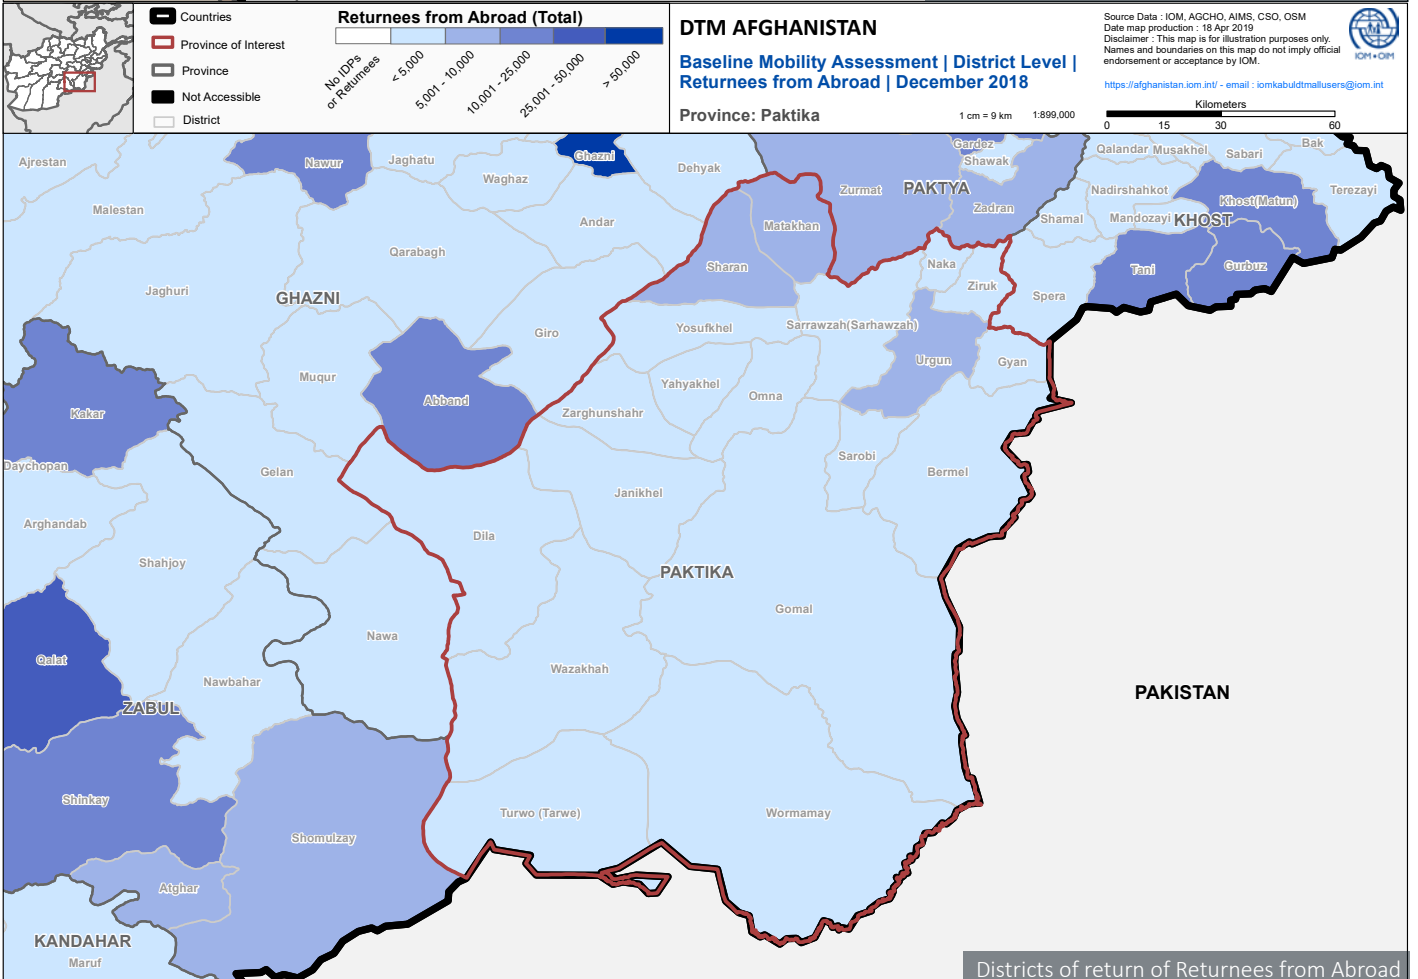 Countries
Province of Interest
Province
Not Accessible
District
Returnees from Abroad (Total)
No IDPs
or Returnees
< 5,000
5,001 - 10,000
10,001 -25,000
25,001 -50,000
> 50,000
DTM AFGHANISTAN
Baseline Mobility Assessment | District Level |
Returnees from Abroad | December 2018
Province: Paktika
1 cm = 9 km
1:899,000
Source Data : IOM, AGCHO, AIMS, CSO, OSM
Date map production : 18 Apr 2019
Disclaimer : This map is for illustration purposes only.
Names and boundaries on this map do not imply official
endorsement or acceptance by IOM.
https://afghanistan.iom.int/ - email : iomkabuldtmallusers@iom.int
IOM•OIM
Kilometers
0 15 30 60
Ajrestan
Nawur
Jaghatu
Waghaz
Ghazni
Dehyak
Gardez
Shawak
Qalandar
Musakhel
Sabari
Bak
Malestan
Andar
Zurmat
PAKTYA
Zadran
Nadirshahkot
Terezayi
Khost(Matun)
Shamal
Mandozayi
KHOST
Matakhan
Qarabagh
Sharan
Naka
Ziruk
Tani
Gurbuz
Jaghuri
GHAZNI
Spera
Giro
Yosufkhel
Sarrawzah(Sarhawzah)
Urgun
Gyan
Muqur
Yahyakhel
Omna
Abband
Zarghunshahr
Kakar
Daychopan
Gelan
Sarobi
Bermel
Janikhel
Arghandab
Dila
Shahjoy
PAKTIKA
Gomal
Nawa
Qalat
Wazakhah
Nawbahar
PAKISTAN
ZABUL
Shinkay
Turwo (Tarwe)
Wormamay
Shomulzay
Atghar
KANDAHAR
Maruf
Districts of return of Returnees from Abroad